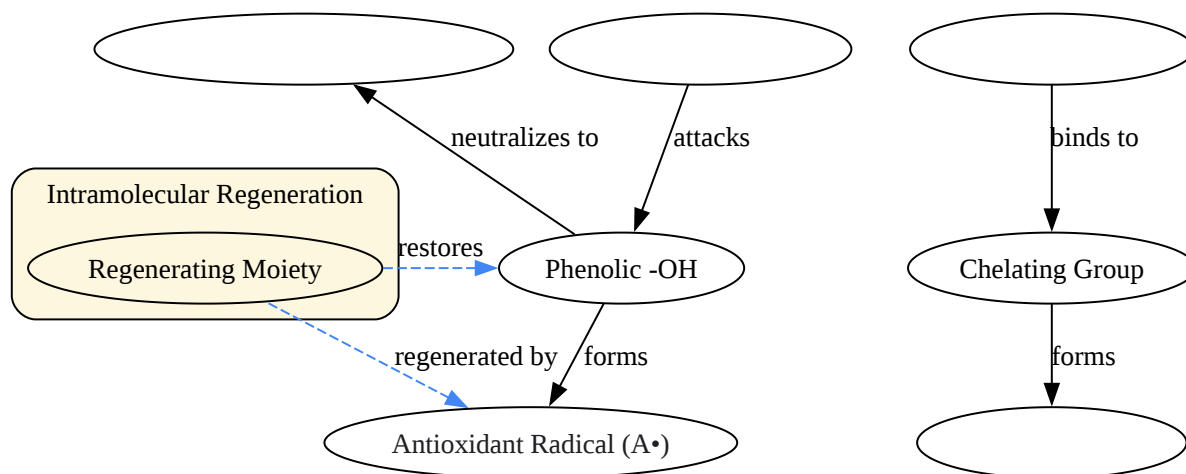 neutralizes to
attacks
binds to
Intramolecular Regeneration
Regenerating Moiety
restores
Phenolic -OH
Chelating Group
regenerated by
forms
forms
Antioxidant Radical (A•)